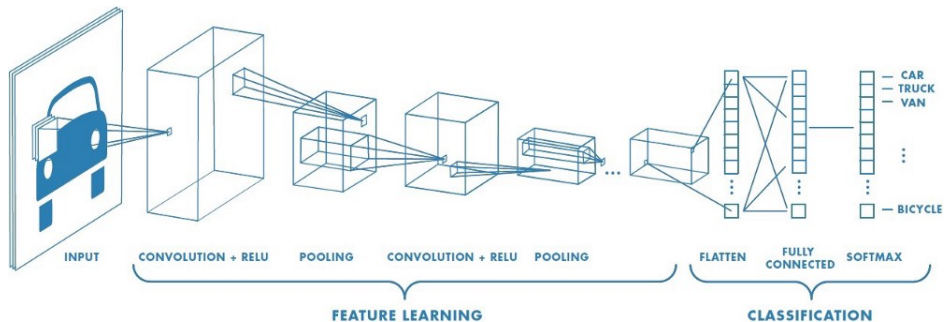 CAR
TRUCK
VAN
BICYCLE
INPUT
CONVOLUTION + RELU
POOLING
CONVOLUTION + RELU
POOLING
FLATTEN
FULLY
CONNECTED
SOFTMAX
FEATURE LEARNING
CLASSIFICATION